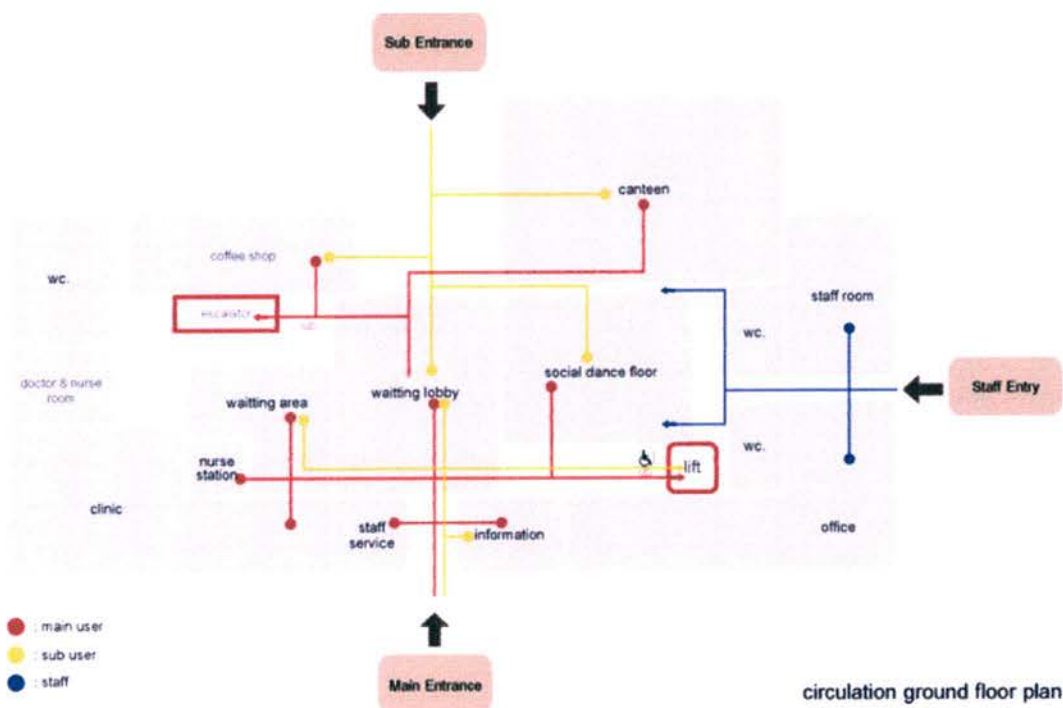 Sub Entrance
canteen
coffee shop
wc.
escalator
up
staff room
wc.
doctor & nurse
room
social dance floor
waitting lobby
waitting area
Staff Entry
wc.
nurse
station
lift
clinic
staff
service
information
office
: main user
: sub user
: staff
Main Entrance
circulation ground floor plan